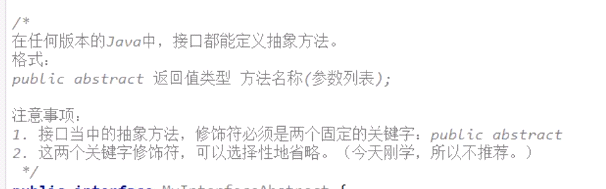 /*
在任何版本的Java中，接口都能定义抽象方法。
格式：
public abstract 返回值类型 方法名称(参数列表);
注意事项：
1. 接口当中的抽象方法，修饰符必须是两个固定的关键字：public abstract
2. 这两个关键字修饰符，可以选择性地省略。（今天刚学，所以不推荐。）
*/
public interface MyInterfaceAbstract {